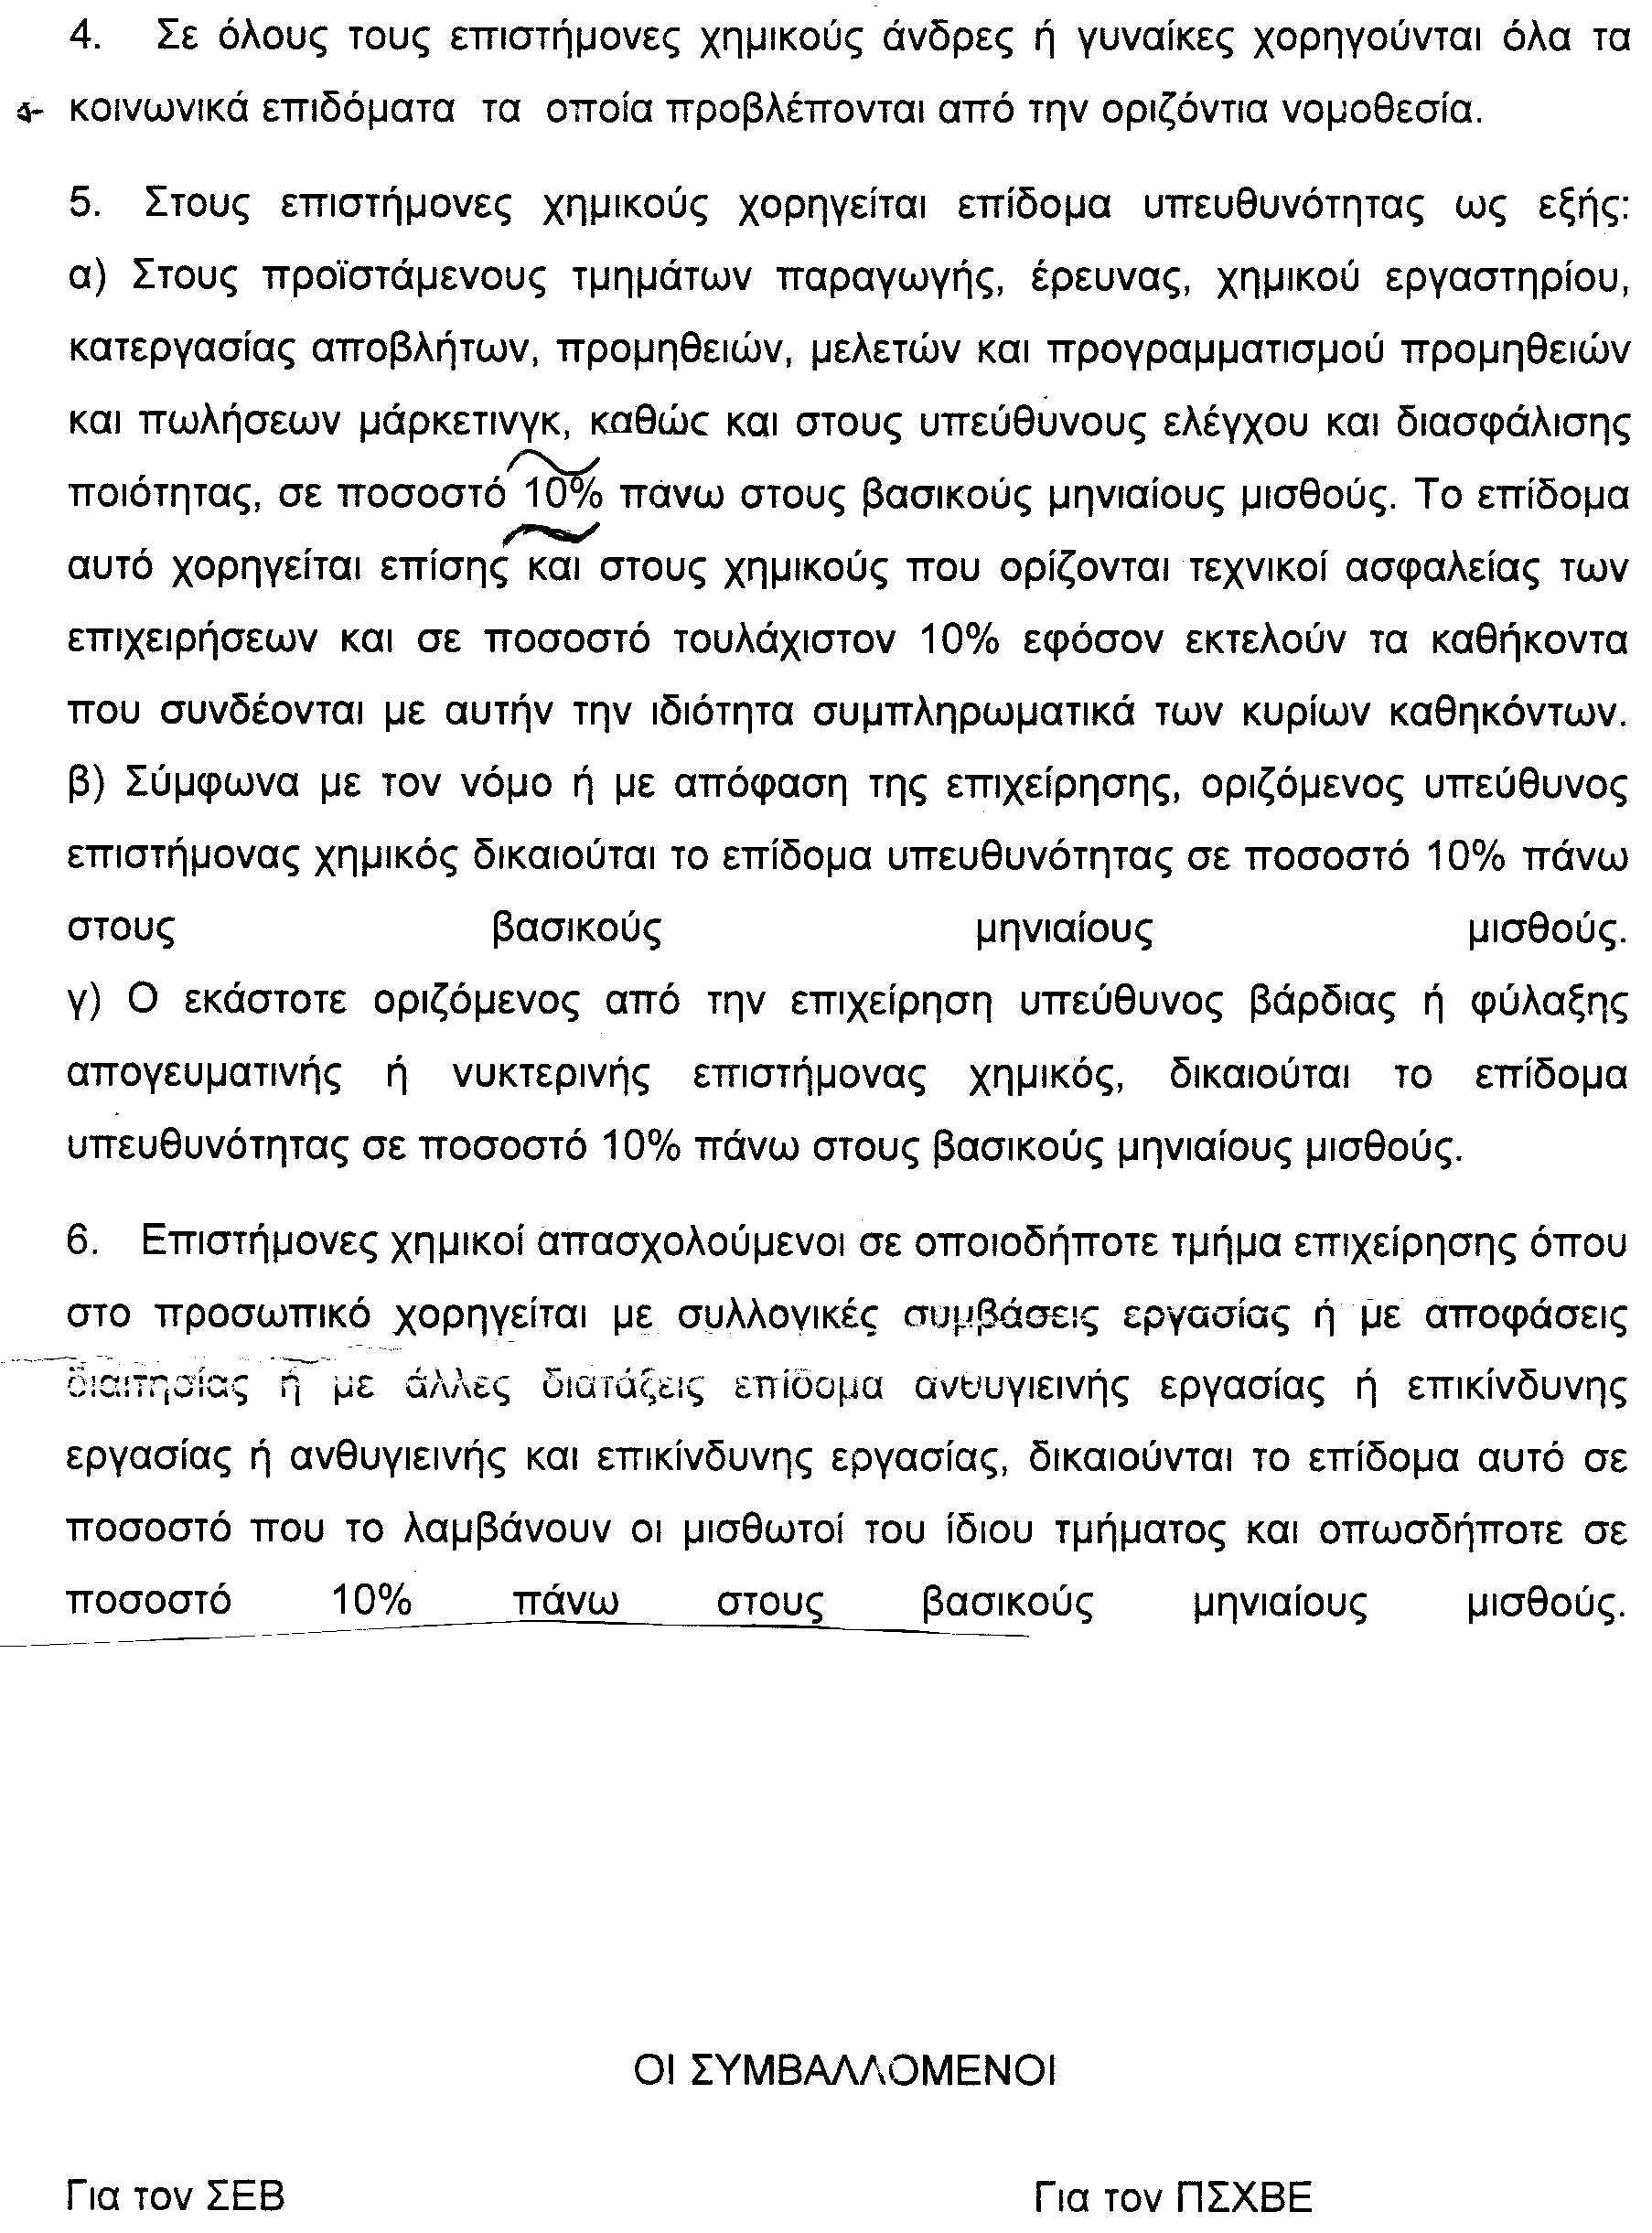 4. Σε όλους τους επιστήμονες χημικούς άνδρες ή γυναίκες χορηγούνται όλα τα
κοινωνικά επιδόματα τα οποία προβλέπονται από την οριζόντια νομοθεσία.
5. Στους επιστήμονες χημικούς χορηγείται επίδομα υπευθυνότητας ως εξής:
α) Στους προϊστάμενους τμημάτων παραγωγής, έρευνας, χημικού εργαστηρίου,
κατεργασίας αποβλήτων, προμηθειών, μελετών και προγραμματισμού προμηθειών
και πωλήσεων μάρκετινγκ, καθώς και στους υπεύθυνους ελέγχου και διασφάλισης
ποιότητας, σε ποσοστό 10% πάνω στους βασικούς μηνιαίους μισθούς. Το επίδομα
αυτό χορηγείται επίσης και στους χημικούς που ορίζονται τεχνικοί ασφαλείας των
επιχειρήσεων και σε ποσοστό τουλάχιστον 10% εφόσον εκτελούν τα καθήκοντα
που συνδέονται με αυτήν την ιδιότητα συμπληρωματικά των κυρίων καθηκόντων.
β) Σύμφωνα με τον νόμο ή με απόφαση της επιχείρησης, οριζόμενος υπεύθυνος
επιστήμονας χημικός δικαιούται το επίδομα υπευθυνότητας σε ποσοστό 10% πάνω
στους βασικούς μηνιαίους μισθούς.
γ) Ο εκάστοτε οριζόμενος από την επιχείρηση υπεύθυνος βάρδιας ή φύλαξης
απογευματινής ή νυκτερινής επιστήμονας χημικός, δικαιούται το επίδομα
υπευθυνότητας σε ποσοστό 10% πάνω στους βασικούς μηνιαίους μισθούς.
6. Επιστήμονες χημικοί απασχολούμενοι σε οποιοδήποτε τμήμα επιχείρησης όπου
στο προσωπικό χορηγείται με συλλογικές συμβάσεις εργασίας ή με αποφάσεις
διαιτησίας ή με άλλες διατάξεις επίδομα ανθυγιεινής εργασίας ή επικίνδυνης
εργασίας ή ανθυγιεινής και επικίνδυνης εργασίας, δικαιούνται το επίδομα αυτό σε
ποσοστό που το λαμβάνουν οι μισθωτοί του ίδιου τμήματος και οπωσδήποτε σε
ποσοστό 10% πάνω στους βασικούς μηνιαίους μισθούς.
ΟΙ ΣΥΜΒΑΛΛΟΜΕΝΟΙ
Για τον ΣΕΒ Για τον ΠΣΧΒΕ